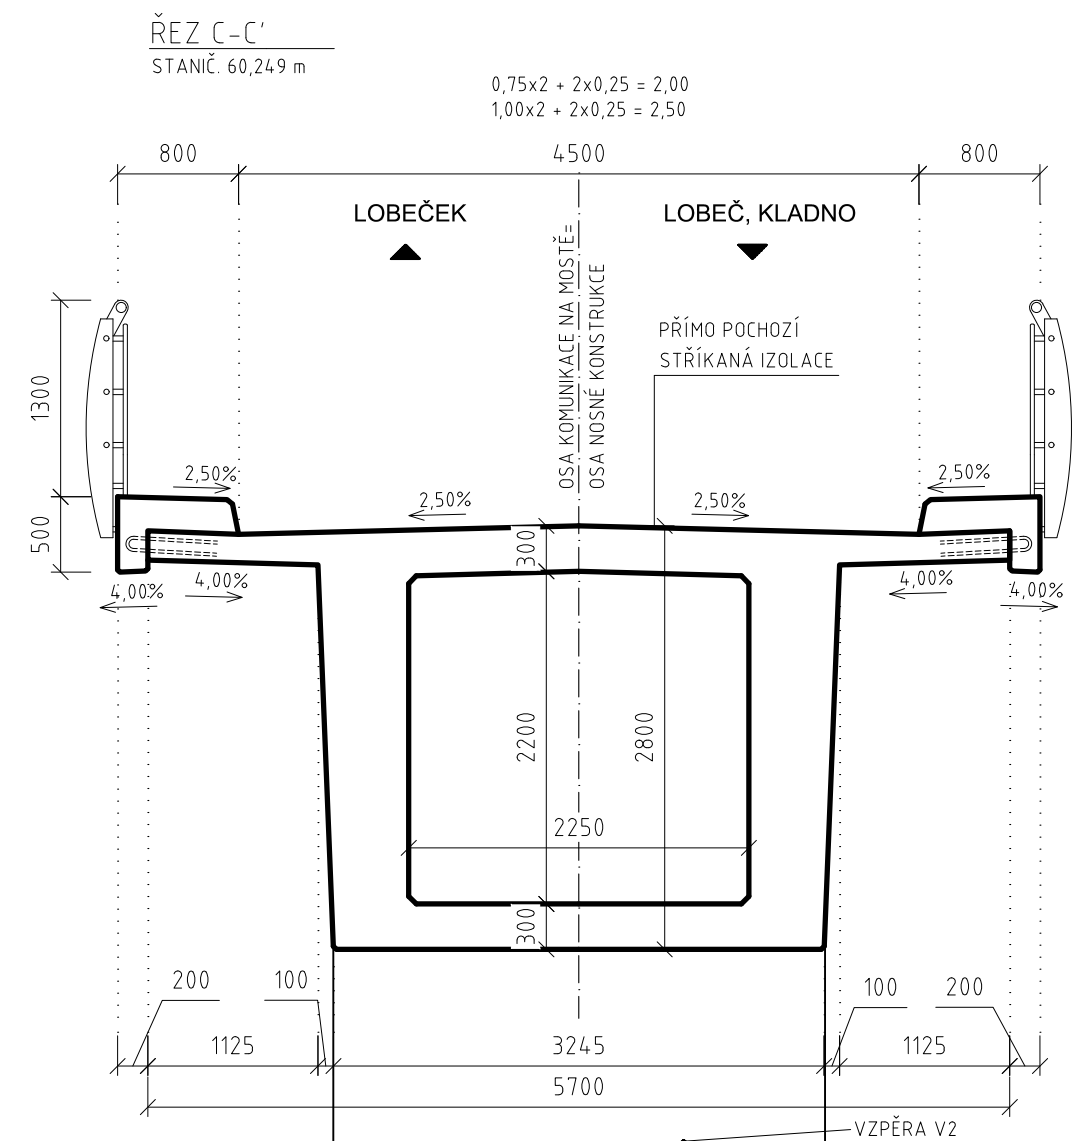 ŘEZ C-C'
STANIČ. 60,249 m
0,75x2 + 2x0,25 = 2,00
1,00x2 + 2x0,25 = 2,50
800
4500
800
LOBEČEK
LOBEČ, KLADNO
OSA KOMUNIKACE NA MOSTĚ=
OSA NOSNÉ KONSTRUKCE
PŘÍMO POCHOZÍ
STŘÍKANÁ IZOLACE
1300
500
2,50%
2,50%
2,50%
2,50%
300
4,00%
4,00%
4,00%
4,00%
2200
2800
2250
300
200
100
100
200
1125
3245
1125
5700
VZPĚRA V2